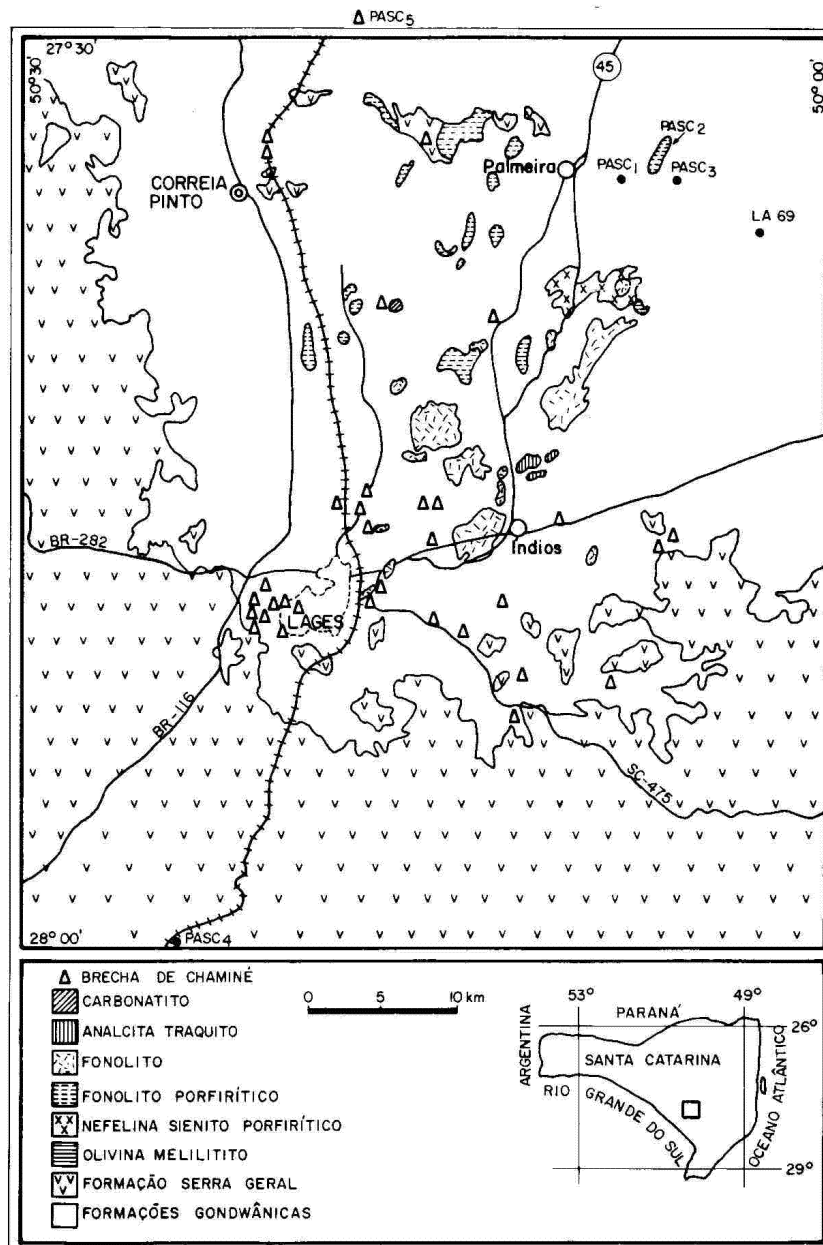 PASC5
27° 30'
50° 30'
50° 00'
45
PASC2
Palmeira
PASC1
PASC3
CORREIA
PINTO
LA 69
BR-282
Índios
LAGES
BR-116
SC-475
28° 00'
PASC4
BRECHA DE CHAMINÉ
CARBONATITO
ANALCITA TRAQUITO
FONOLITO
FONOLITO PORFIRÍTICO
NEFELINA SIENITO PORFIRÍTICO
OLIVINA MELILITITO
FORMAÇÃO SERRA GERAL
FORMAÇÕES GONDWÂNICAS
0 5 10 km
53° 49°
PARANÁ
26°
ARGENTINA
SANTA CATARINA
RIO GRANDE DO SUL
OCEANO ATLÂNTICO
29°